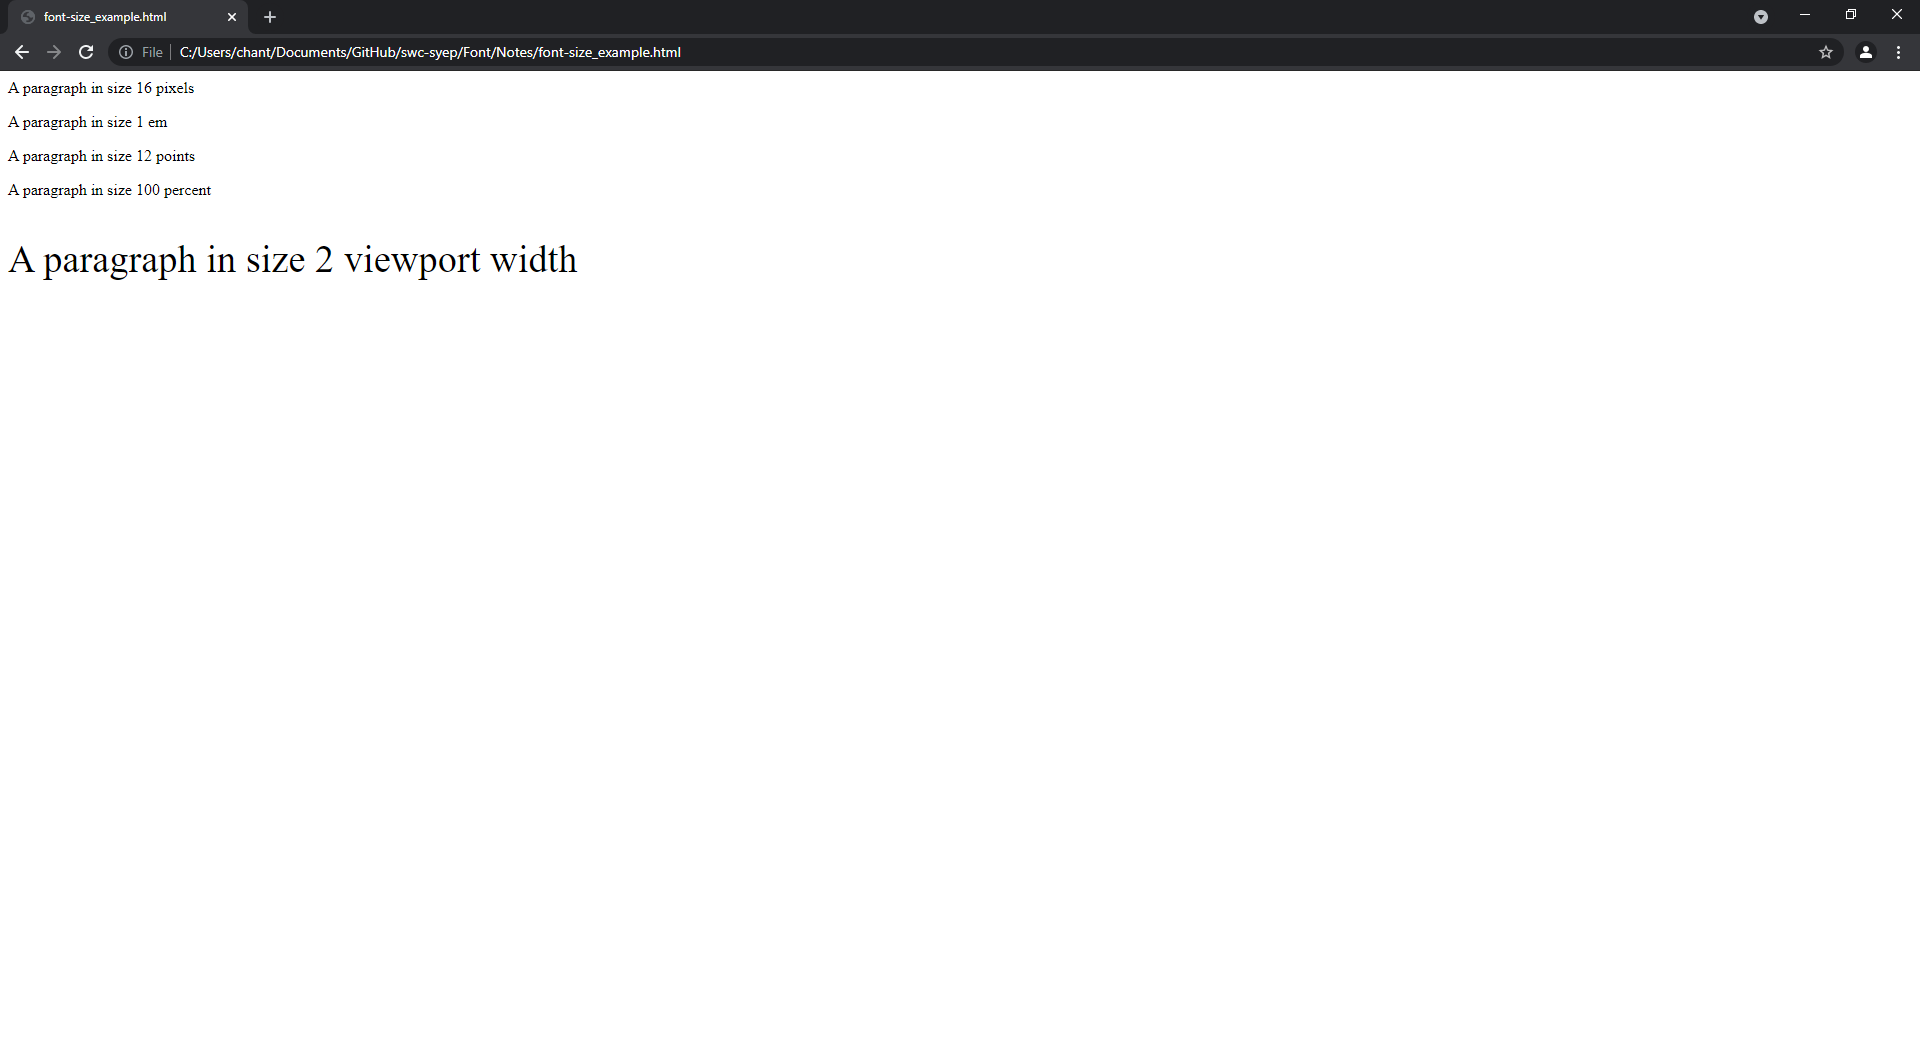 font-size_example.html
File C:/Users/chant/Documents/GitHub/swc-syep/Font/Notes/font-size_example.html
A paragraph in size 16 pixels
A paragraph in size 1 em
A paragraph in size 12 points
A paragraph in size 100 percent
A paragraph in size 2 viewport width